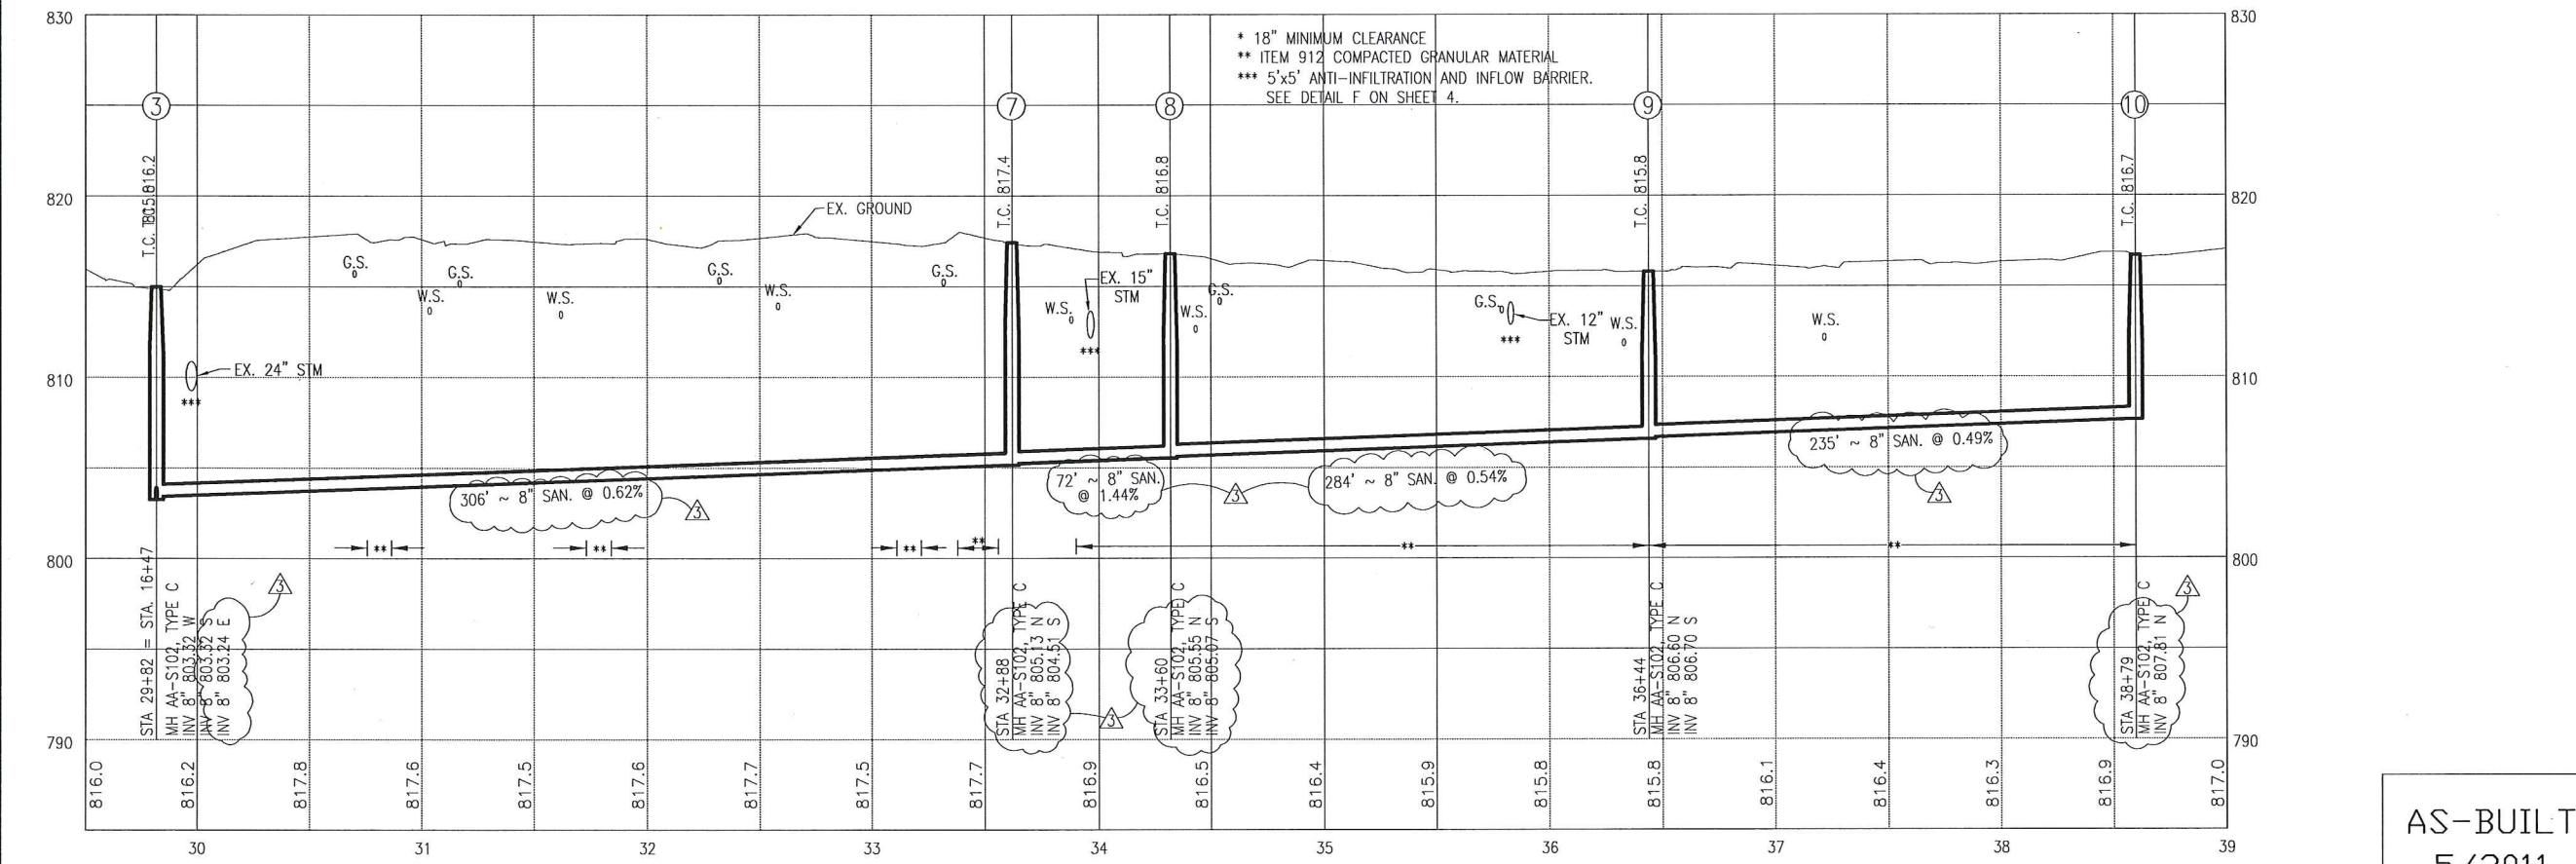 830
830
* 18" MINIMUM CLEARANCE
** ITEM 912 COMPACTED GRANULAR MATERIAL
*** 5'x5' ANTI-INFILTRATION AND INFLOW BARRIER.
SEE DETAIL F ON SHEET 4.
3
7
8
9
10
T.C. 816.2
T.C. 817.4
T.C. 816.8
T.C. 815.8
T.C. 816.7
820
820
EX. GROUND
G.S.
G.S.
G.S.
G.S.
W.S.
W.S.
W.S.
W.S.
EX. 15"
STM
***
W.S.
G.S.
G.S.
EX. 12"
STM
***
W.S.
W.S.
810
810
EX. 24" STM
***
306' ~ 8" SAN. @ 0.62%
3
72' ~ 8" SAN.
@ 1.44%
3
284' ~ 8" SAN. @ 0.54%
235' ~ 8" SAN. @ 0.49%
3
**
**
**
**
**
**
800
800
STA 29+82 = STA. 16+47
MH AA-S102, TYPE C
INV 8" 803.32 W
INV 8" 803.32 S
INV 8" 803.24 E
3
STA 32+88
MH AA-S102, TYPE C
INV 8" 805.13 N
INV 8" 804.51 S
3
STA 33+60
MH AA-S102, TYPE C
INV 8" 805.55 N
INV 8" 805.07 S
STA 36+44
MH AA-S102, TYPE C
INV 8" 806.60 N
INV 8" 806.70 S
STA 38+79
MH AA-S102, TYPE C
INV 8" 807.81 N
3
790
790
816.0
816.2
817.8
817.6
817.5
817.6
817.7
817.5
817.7
816.9
816.5
816.4
815.9
815.8
815.8
816.1
816.4
816.3
816.9
817.0
30
31
32
33
34
35
36
37
38
39
AS-BUILT
5/2011